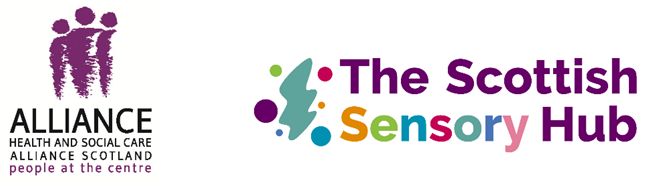 ALLIANCE
HEALTH AND SOCIAL CARE
ALLIANCE SCOTLAND
people at the centre
The Scottish
Sensory Hub